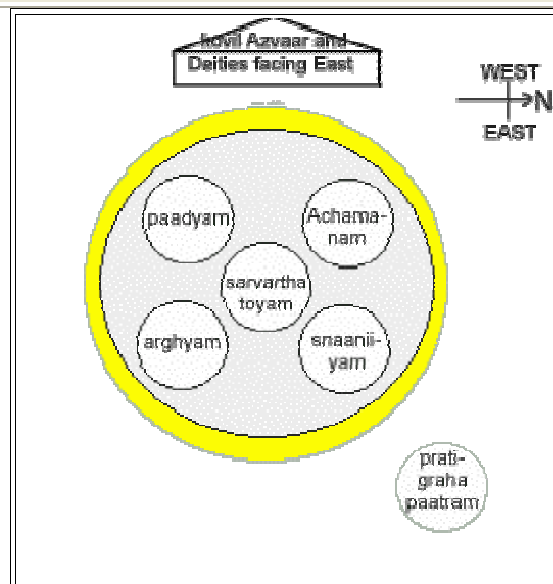 kovil Azvaar and
Deities facing East
WEST
N
EAST
paadyam
Achama-
nam
sarvartha
toyam
arghyam
snaanii-
yam
prati-
graha
paatram